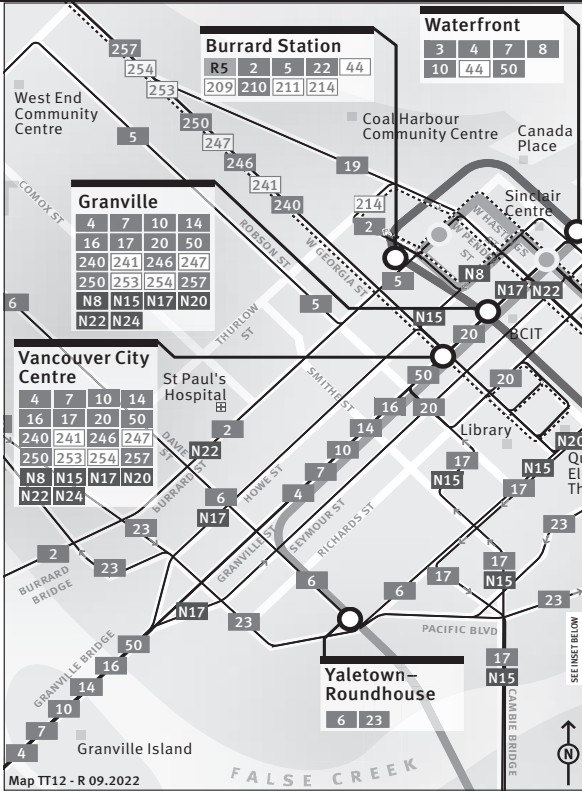 Burrard Station
R5 2 5 22 44
209 210 211 214
Waterfront
3 4 7 8
10 44 50
257
254
253
250
247
246
241
240
West End
Community
Centre
5
Coal Harbour
Community Centre
Canada
Place
19
COMOX ST
Granville
4 7 10 14
16 17 20 50
240 241 246 247
250 253 254 257
N8 N15 N17 N20
N22 N24
ROBSON ST
W GEORGIA ST
214
2
Sinclair
Centre
W HASTINGS
ST
W PENDER
ST
N8
5
N17 N22
6
5
N15
THURLOW
ST
20
BCIT
Vancouver City
Centre
4 7 10 14
16 17 20 50
240 241 246 247
250 253 254 257
N8 N15 N17 N20
N22 N24
St Paul's
Hospital
SMITHE ST
50
20
16
20
14
2
10
Library
N22
DAVIE
ST
BURRARD ST
HOWE ST
7
4
17
N15
N15
17
N20
Qu
El
Th
6
N17
GRANVILLE ST
SEYMOUR ST
RICHARDS ST
23
23
2
23
BURRARD
BRIDGE
17
N15
17
6
6
23
N17
23
PACIFIC BLVD
SEE INSET BELOW
GRANVILLE BRIDGE
50
16
14
10
7
4
Yaletown–
Roundhouse
6 23
17
N15
CAMBIE BRIDGE
Granville Island
N
FALSE CREEK
Map TT12 - R 09.2022